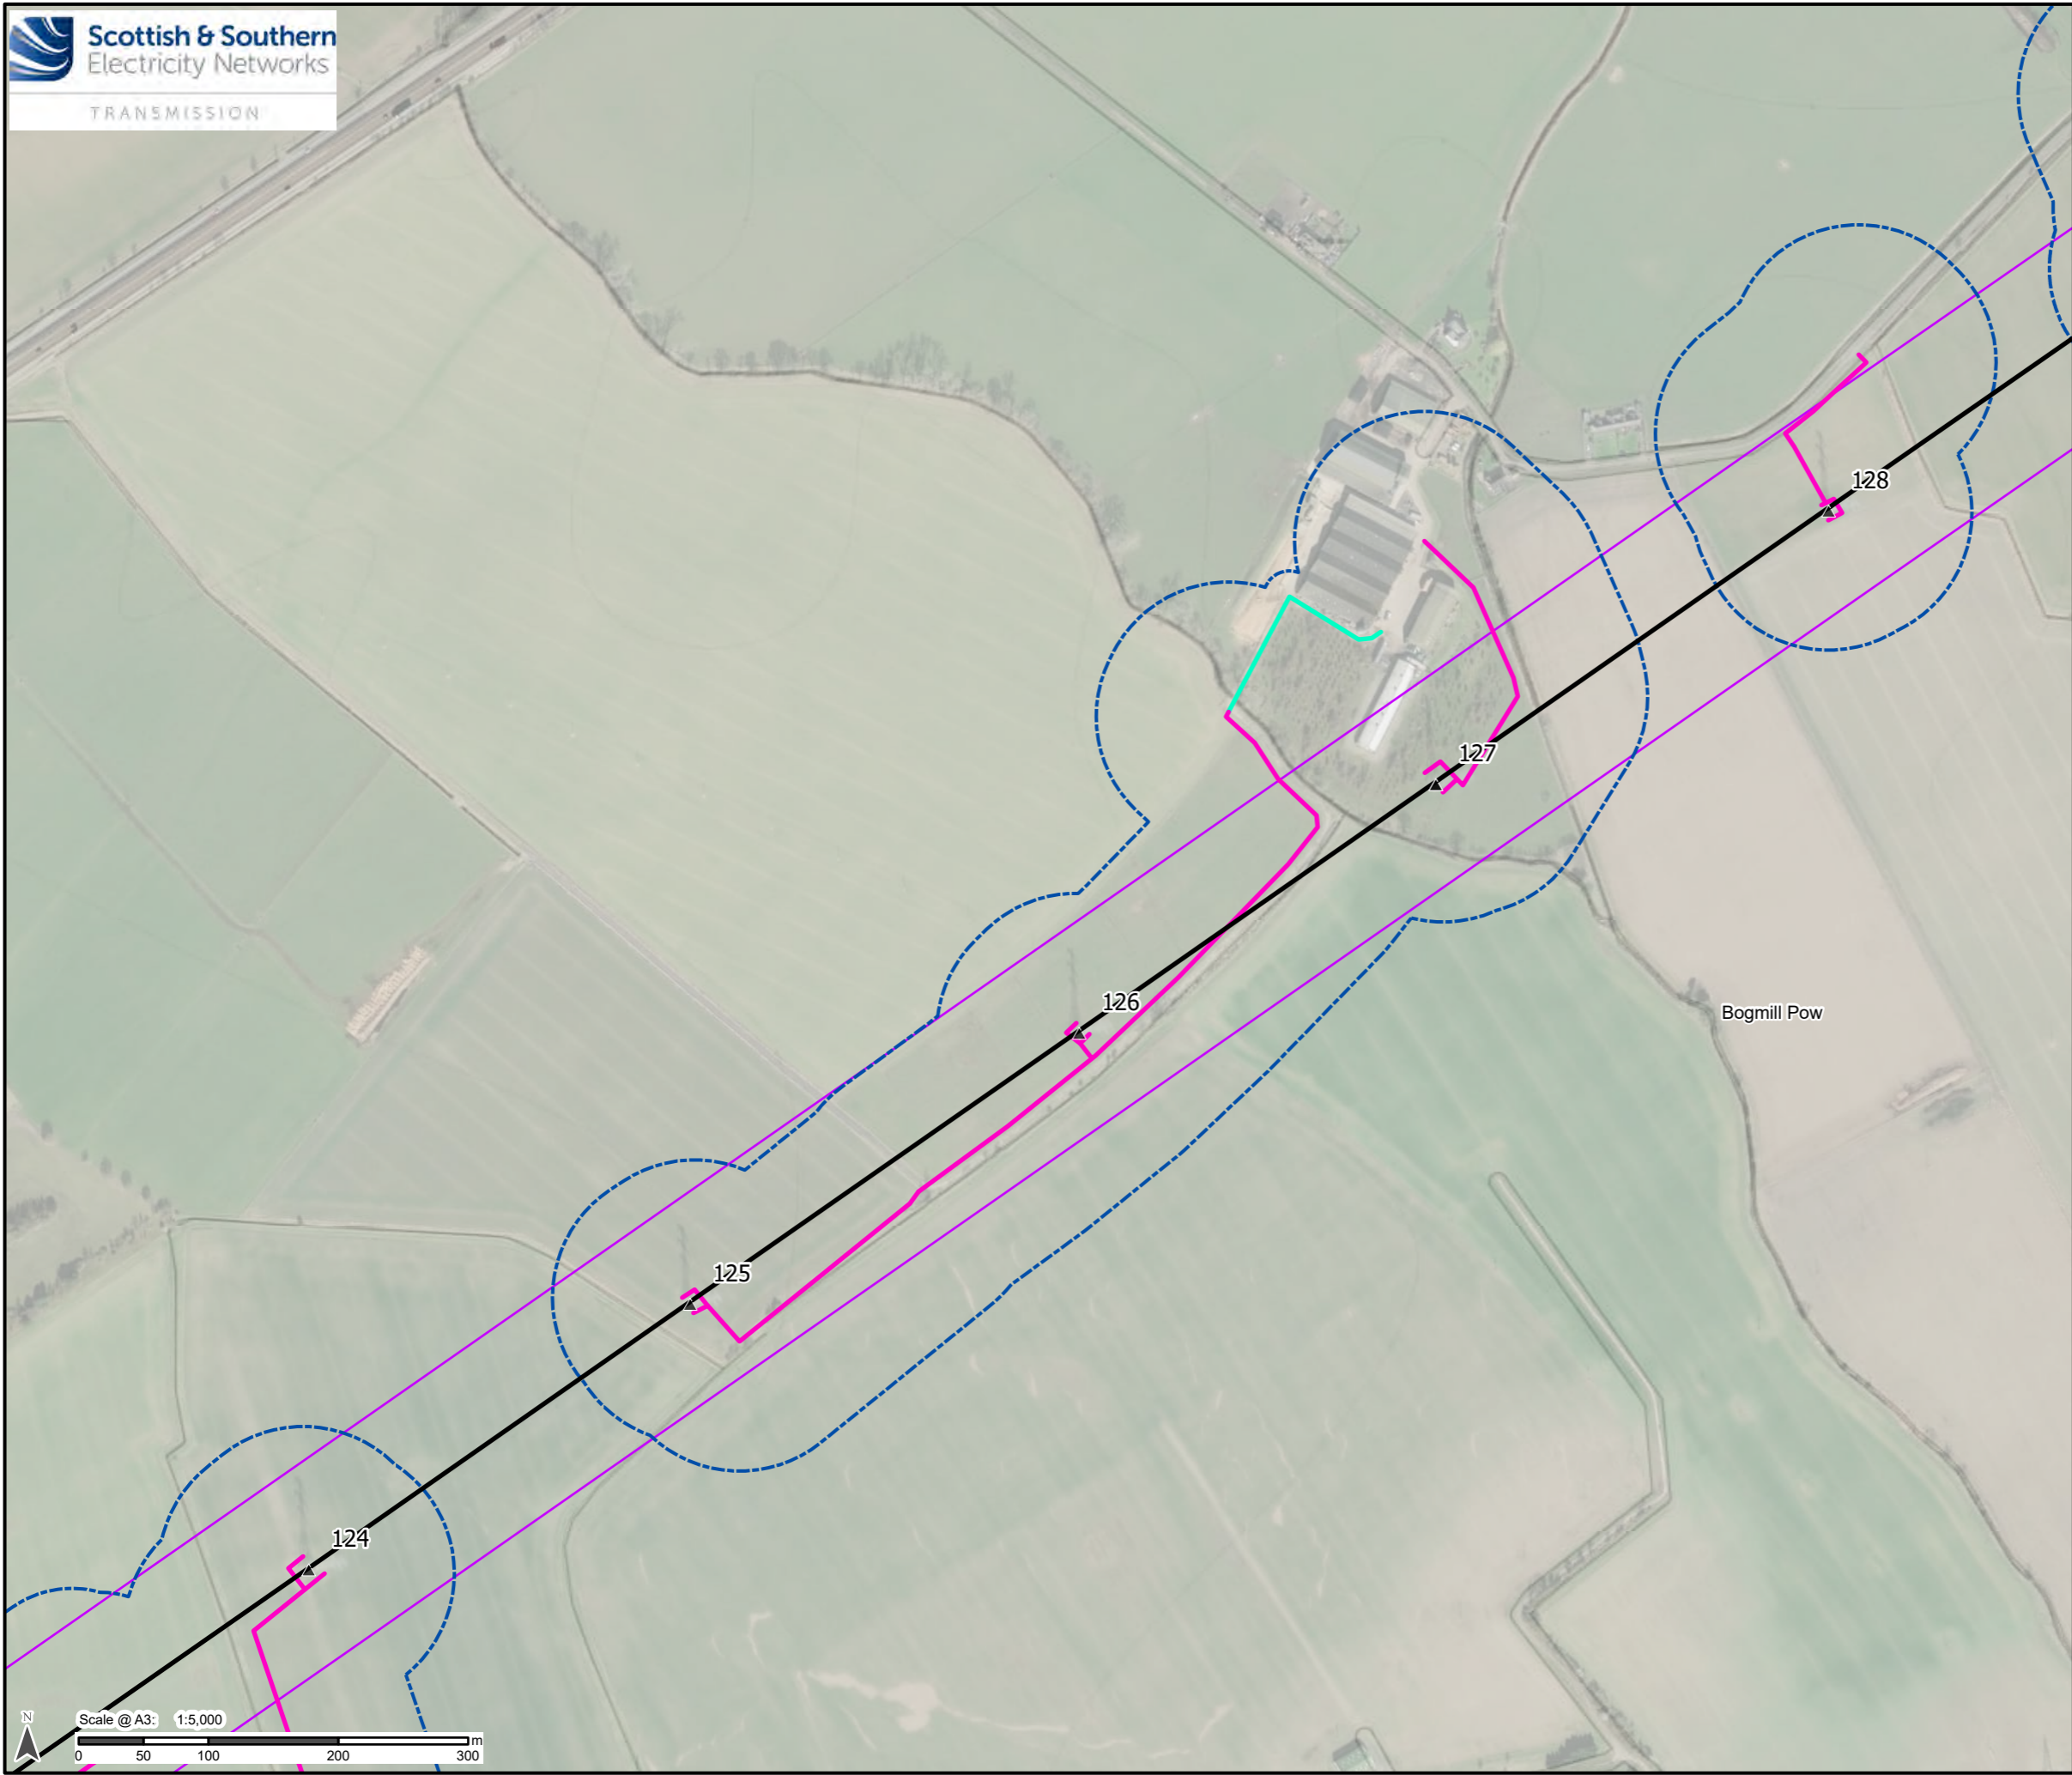 Scottish & Southern
Electricity Networks
TRANSMISSION
128
127
126
Bogmill Pow
125
124
N
Scale @ A3: 1:5,000
m
0 50 100 200 300